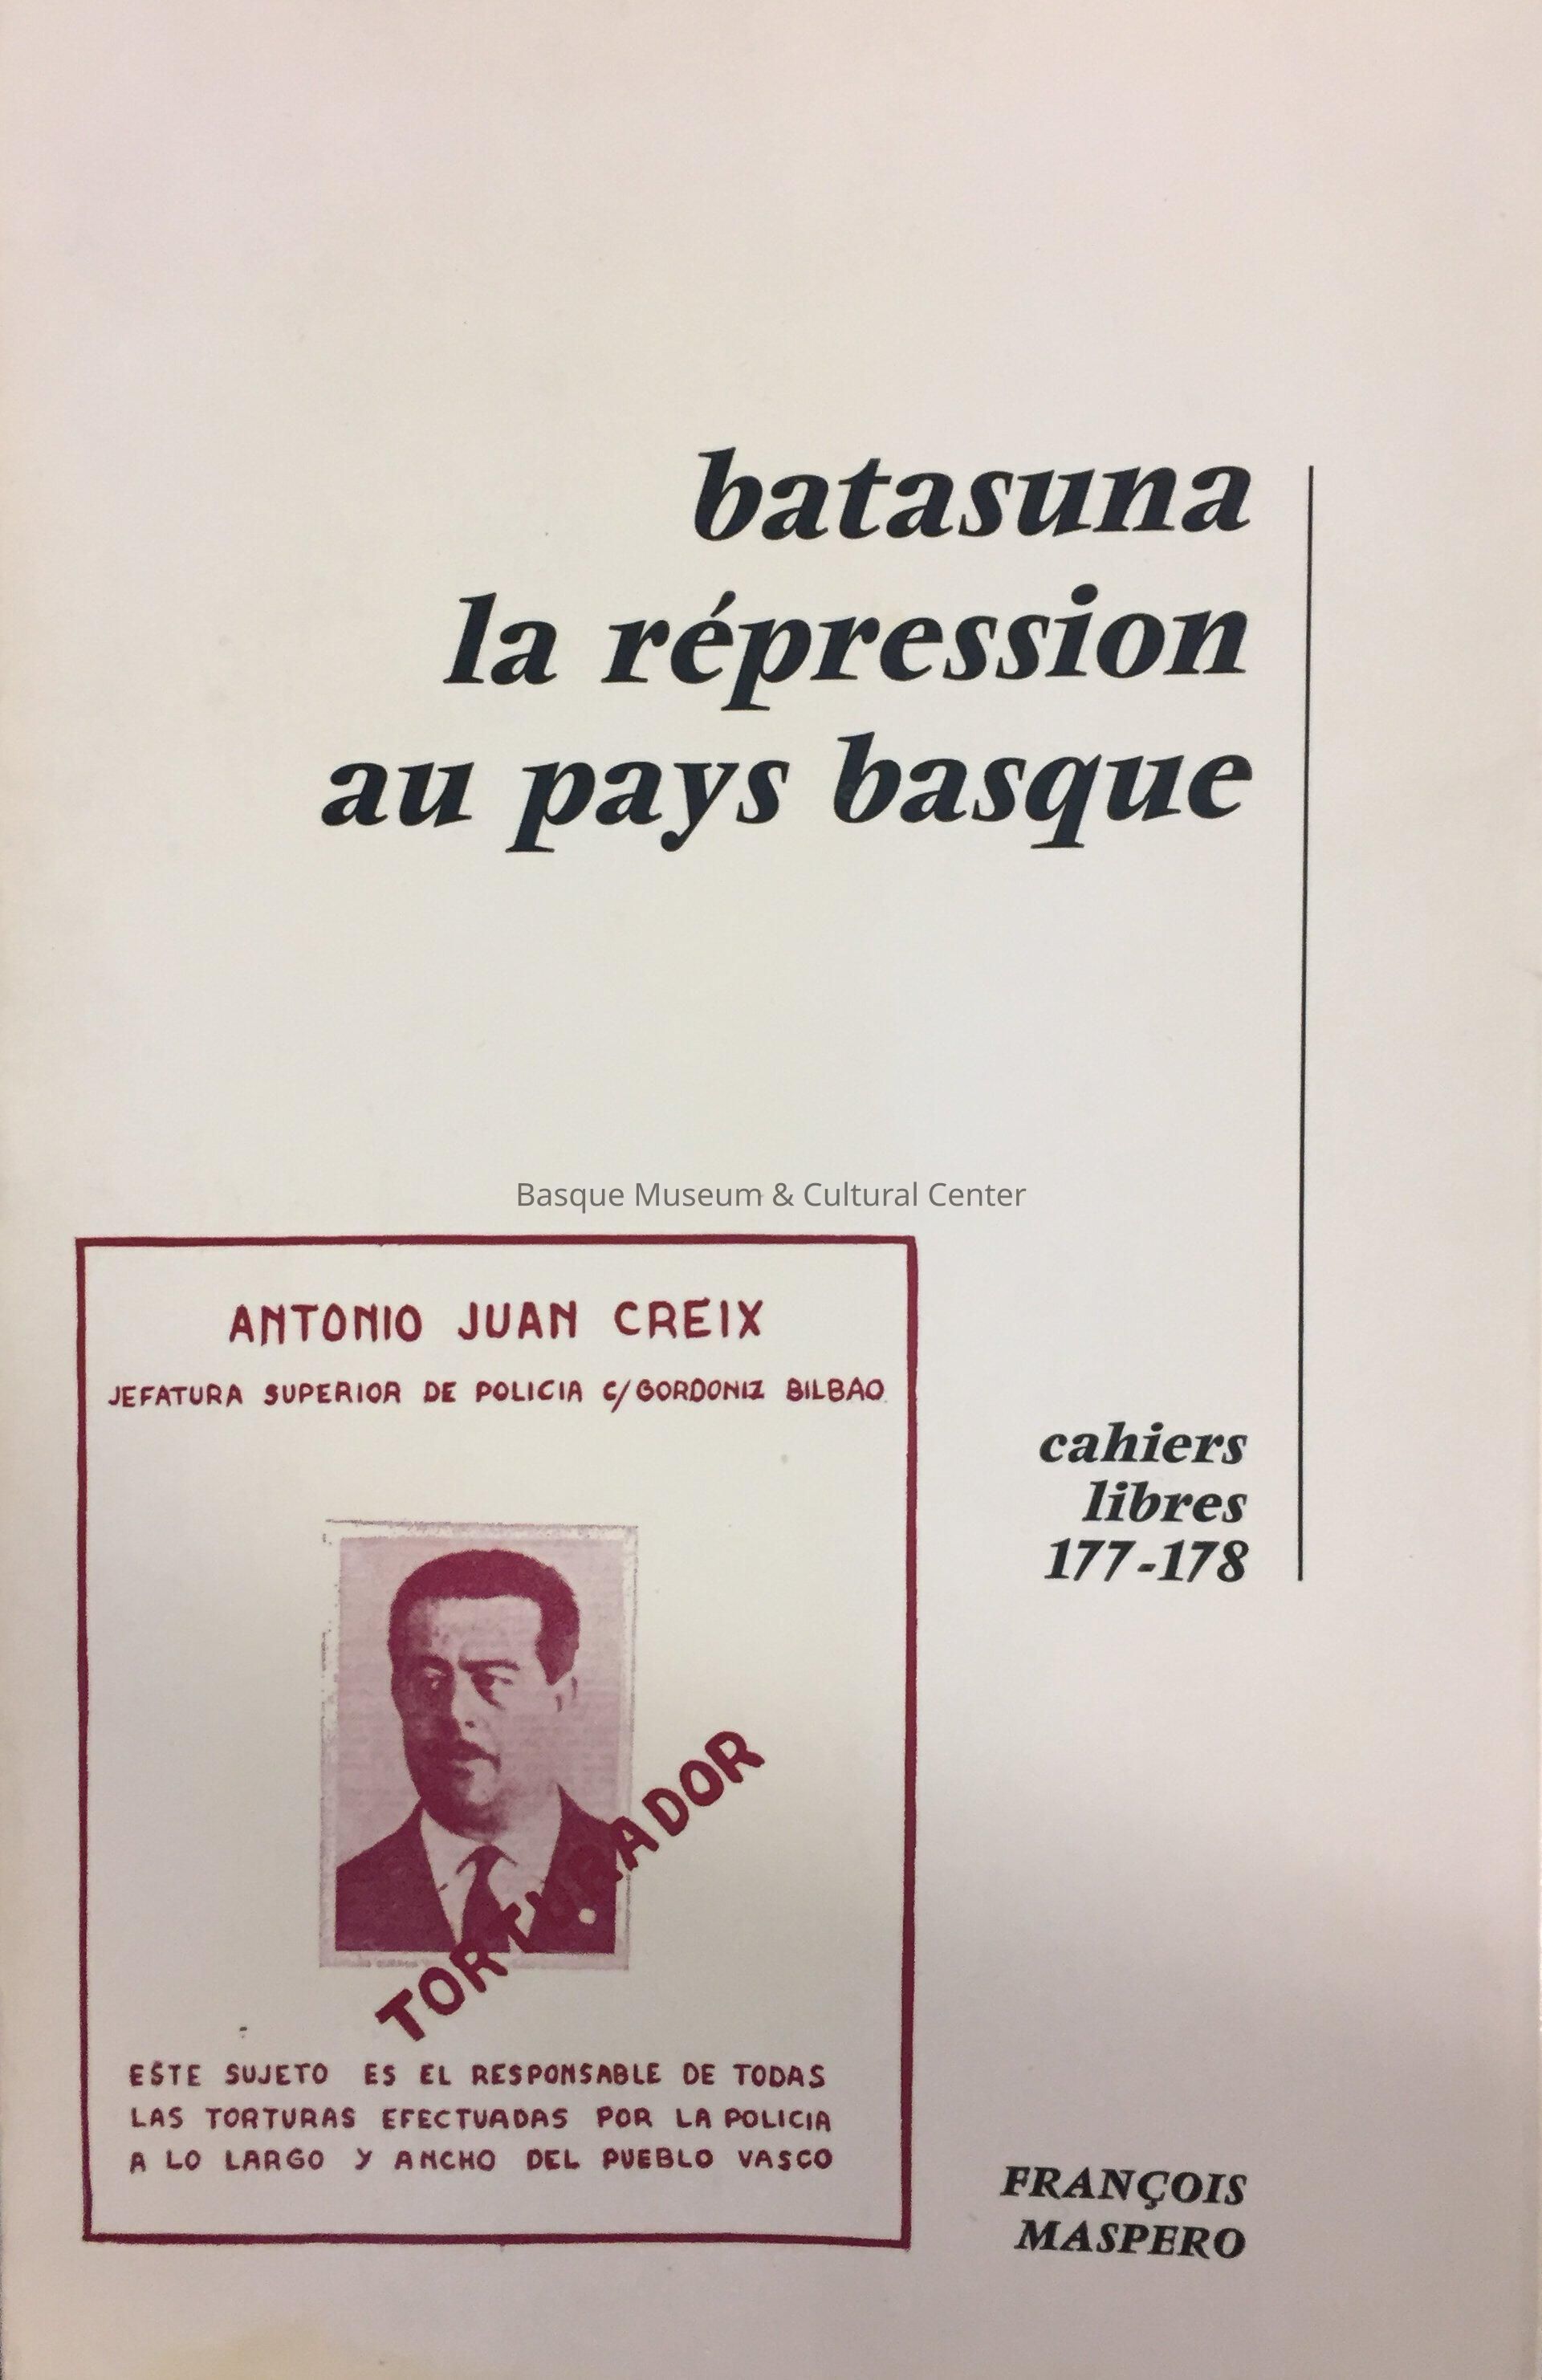 batasuna
la répression
au pays basque
Basque Museum & Cultural Center
ANTONIO JUAN CREIX
JEFATURA SUPERIOR DE POLICIA C/GORDONIZ BILBAO
cahiers
libres
177-178
TORTURADOR
ESTE SUJETO ES EL RESPONSABLE DE TODAS
LAS TORTURAS EFECTUADAS POR LA POLICIA
A LO LARGO Y ANCHO DEL PUEBLO VASCO
FRANÇOIS
MASPERO